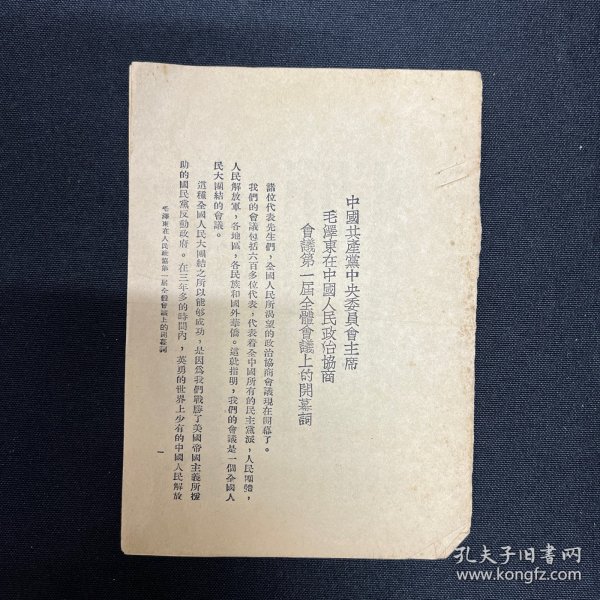 中國共產黨中央委員會主席
毛澤東在中國人民政治協商
會議第一屆全體會議上的開幕詞
諸位代表先生們，全國人民所渴望的政治協商會議現在開幕了。
我們的會議包括六百多位代表，代表着全中國所有的民主黨派，人民團體，
人民解放軍，各地區，各民族和國外華僑。這就指明，我們的會議是一個全國人
民大團結的會議。
這種全國人民大團結之所以能够成功，是因爲我們戰勝了美國帝國主義所援
助的國民黨反動政府。在三年多的時間內，英勇的世界上少有的中國人民解放
毛澤東在人民政協第一屆全體會議上的開幕詞
一
孔夫子旧书网
www.kongfz.com